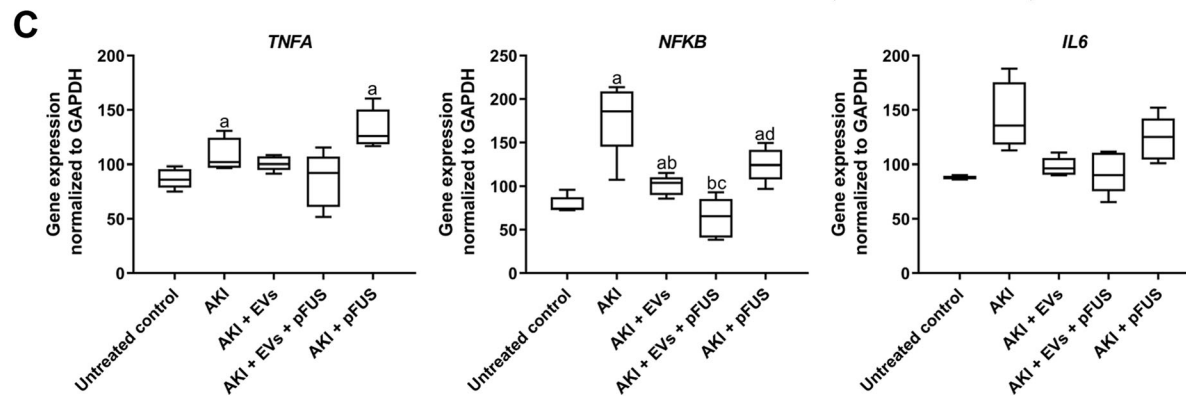 C
TNFA
Gene expression
normalized to GAPDH
200
150
100
50
0
a
a
Untreated control
AKI
AKI + EVs
AKI + EVs + pFUS
AKI + pFUS
NFKB
Gene expression
normalized to GAPDH
250
200
150
100
50
0
a
ab
bc
ad
Untreated control
AKI
AKI + EVs
AKI + EVs + pFUS
AKI + pFUS
IL6
Gene expression
normalized to GAPDH
200
150
100
50
0
Untreated control
AKI
AKI + EVs
AKI + EVs + pFUS
AKI + pFUS